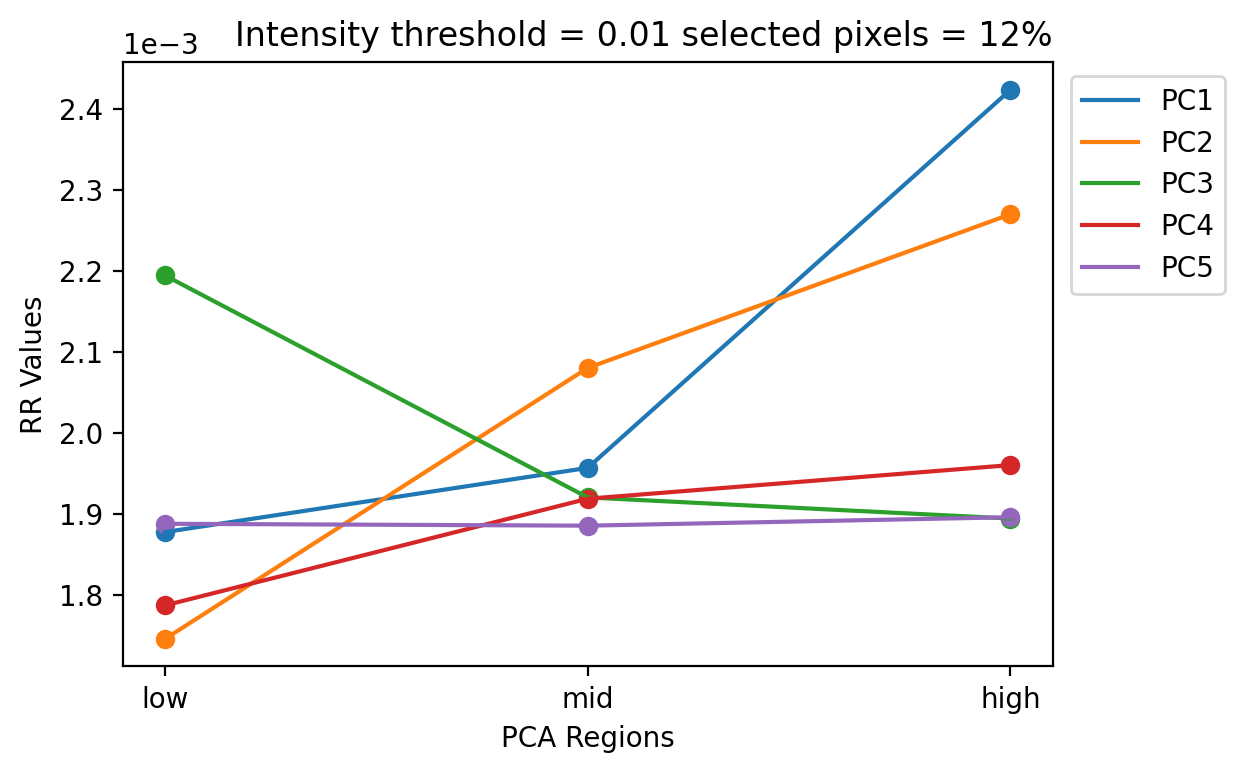 Intensity threshold = 0.01 selected pixels = 12%
1e−3
2.4
2.3
2.2
2.1
2.0
1.9
1.8
RR Values
low
mid
high
PCA Regions
PC1
PC2
PC3
PC4
PC5